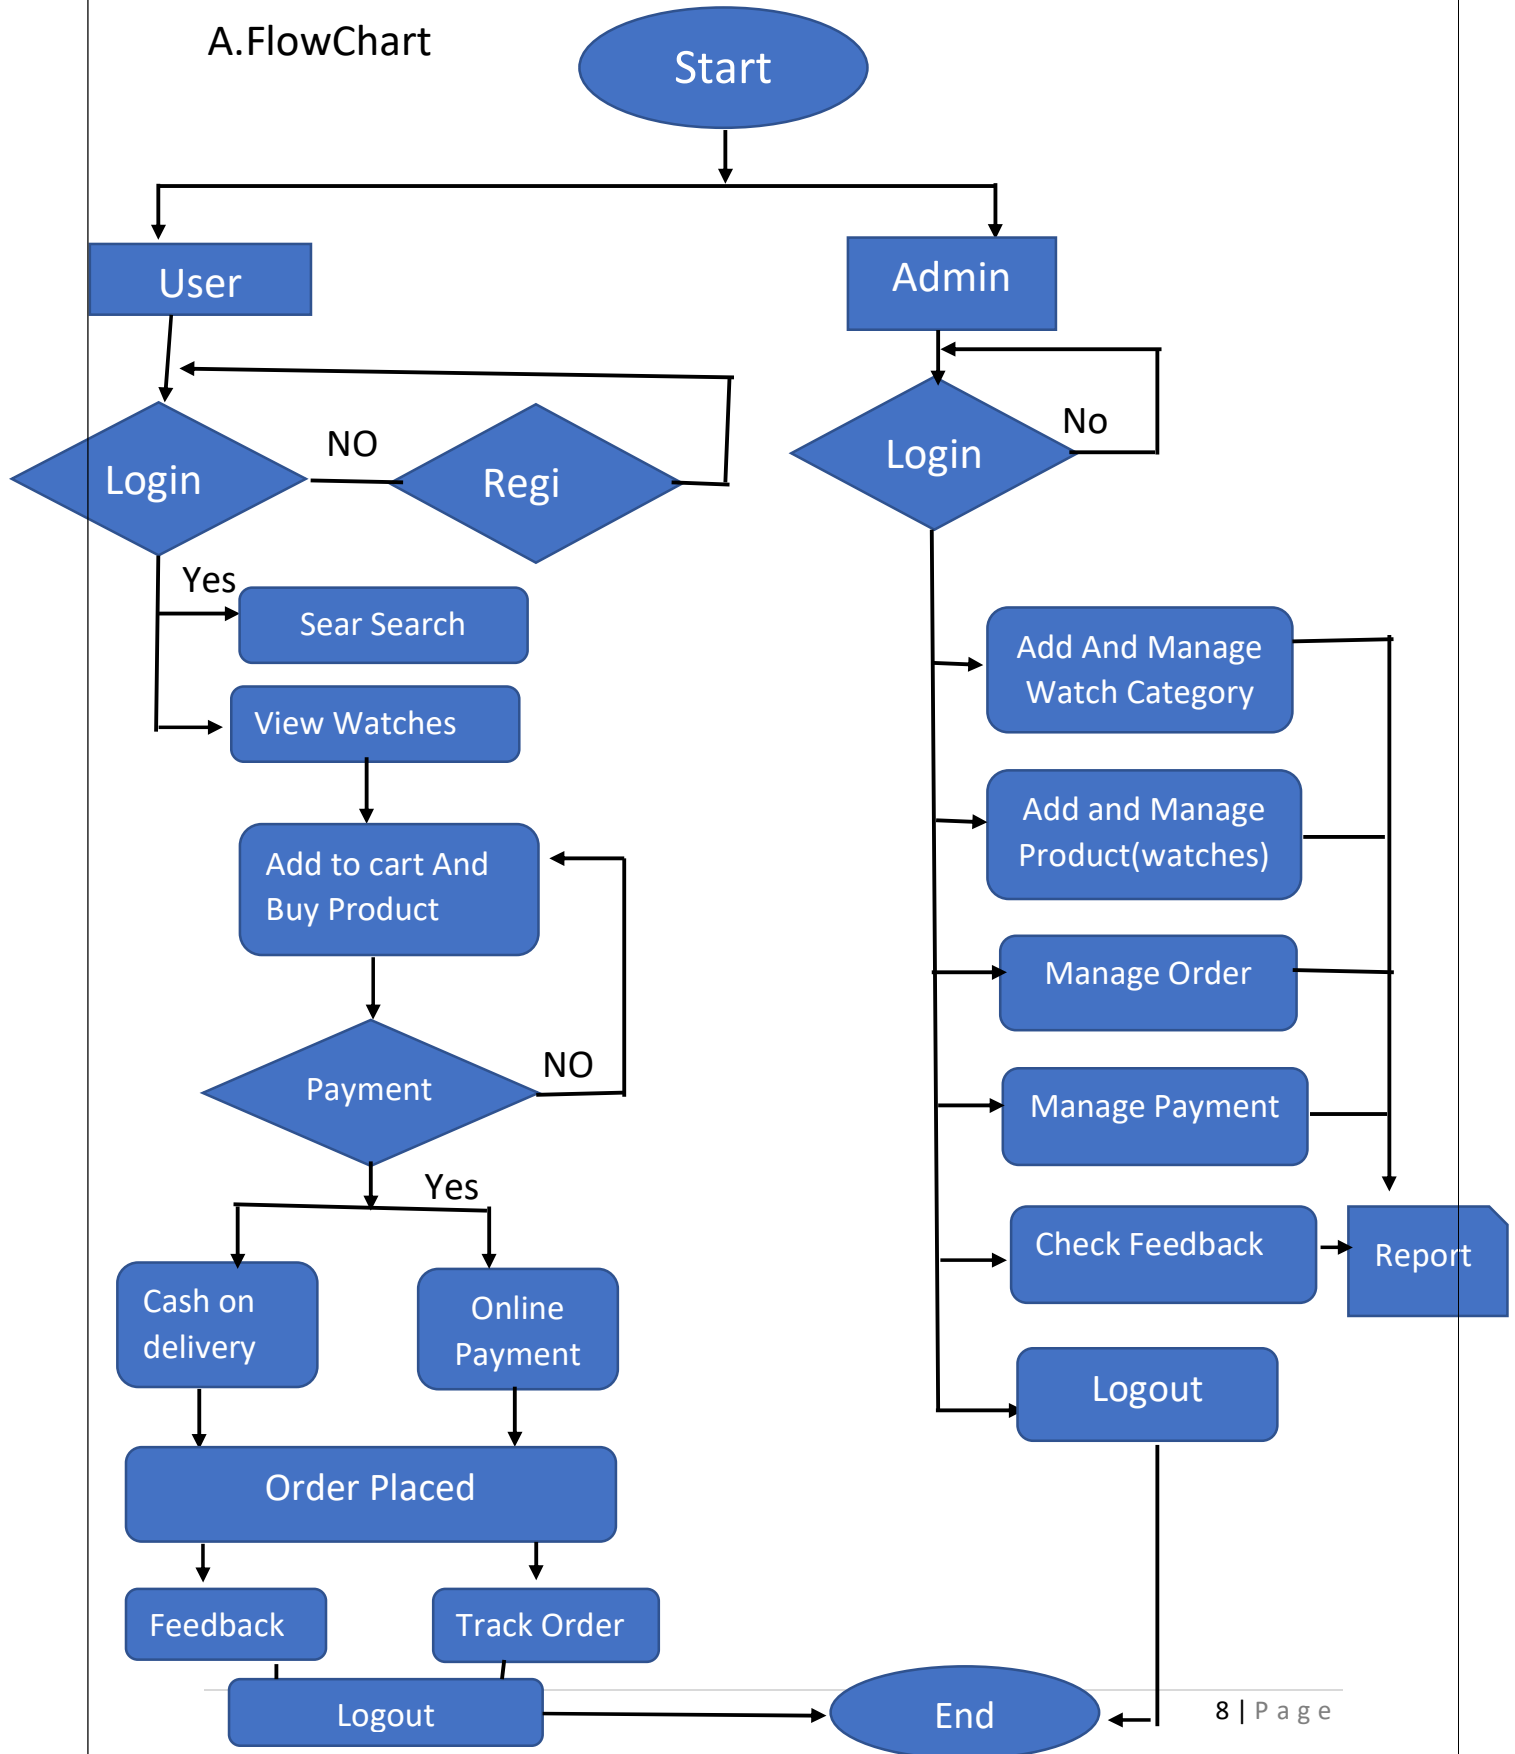 A.FlowChart
Start
User
Admin
Login
NO
Regi
Login
No
Yes
Sear Search
View Watches
Add to cart And
Buy Product
Payment
NO
Yes
Cash on
delivery
Online
Payment
Order Placed
Feedback
Track Order
Logout
Add And Manage
Watch Category
Add and Manage
Product(watches)
Manage Order
Manage Payment
Check Feedback
Report
Logout
End
8 | P a g e